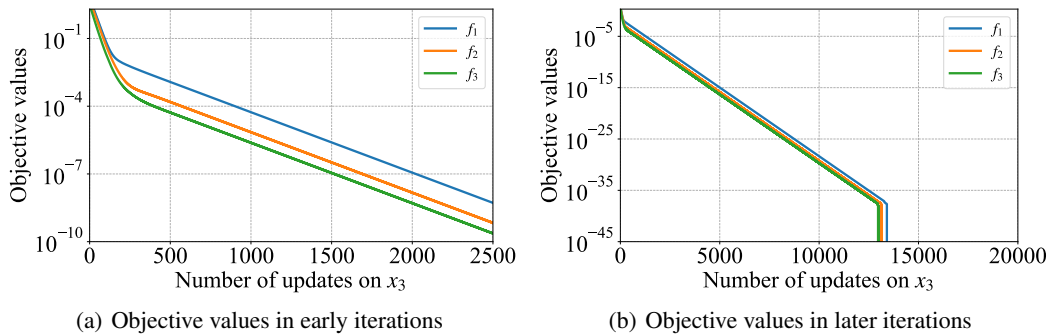 Objective values
10⁻¹
10⁻⁴
10⁻⁷
10⁻¹⁰
f₁
f₂
f₃
0 500 1000 1500 2000 2500
Number of updates on x₃
(a) Objective values in early iterations
Objective values
10⁻⁵
10⁻¹⁵
10⁻²⁵
10⁻³⁵
10⁻⁴⁵
f₁
f₂
f₃
0 5000 10000 15000 20000
Number of updates on x₃
(b) Objective values in later iterations